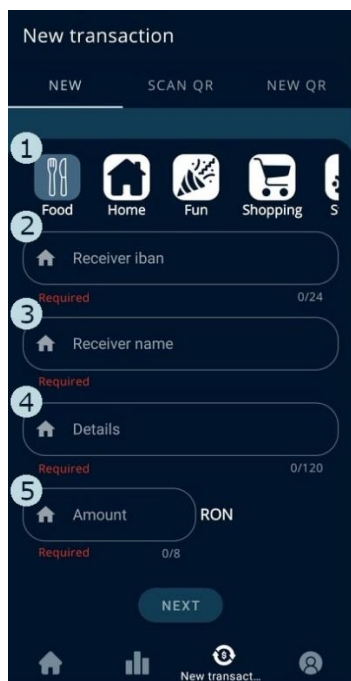 New transaction
NEW SCAN QR NEW QR
1
Food Home Fun Shopping
2
Receiver iban
Required 0/24
3
Receiver name
Required
4
Details
Required 0/120
5
Amount RON
Required 0/8
NEXT
New transact...